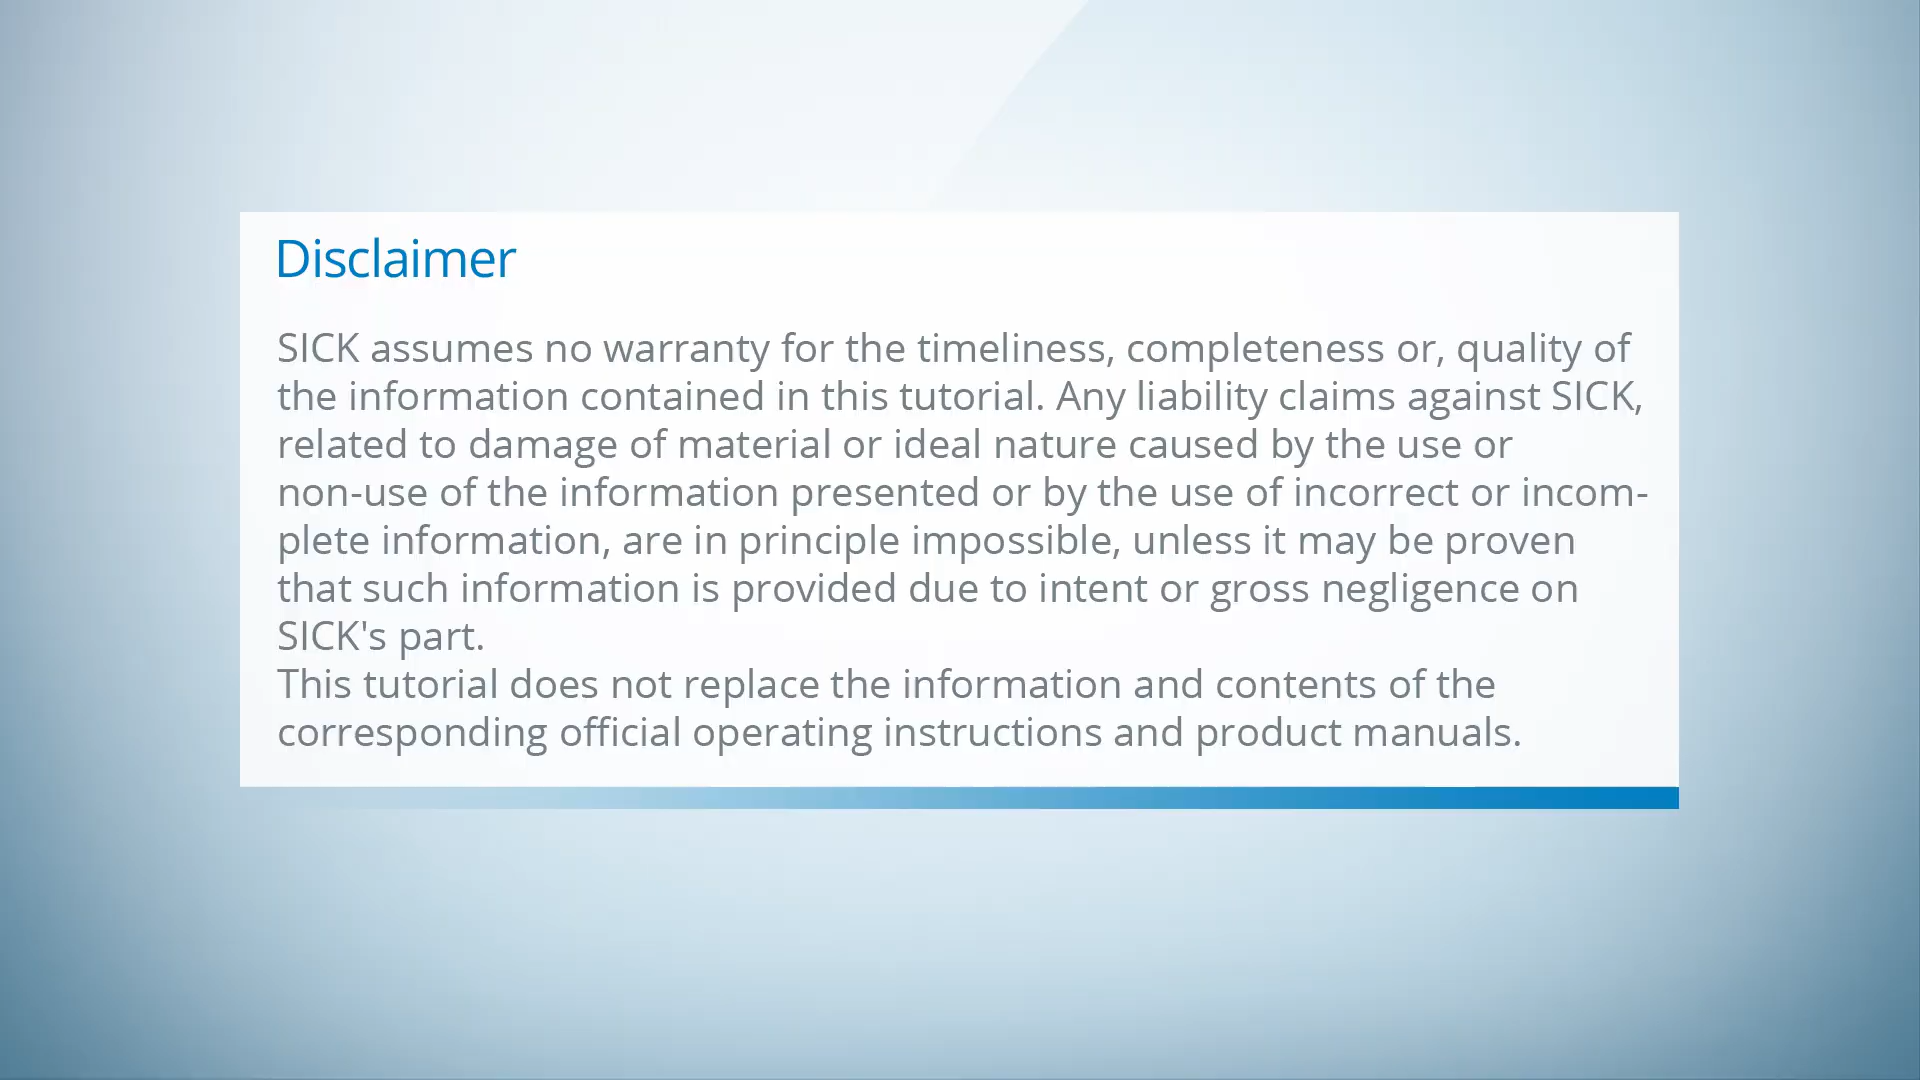 Disclaimer
SICK assumes no warranty for the timeliness, completeness or, quality of
the information contained in this tutorial. Any liability claims against SICK,
related to damage of material or ideal nature caused by the use or
non-use of the information presented or by the use of incorrect or incom-
plete information, are in principle impossible, unless it may be proven
that such information is provided due to intent or gross negligence on
SICK's part.
This tutorial does not replace the information and contents of the
corresponding official operating instructions and product manuals.